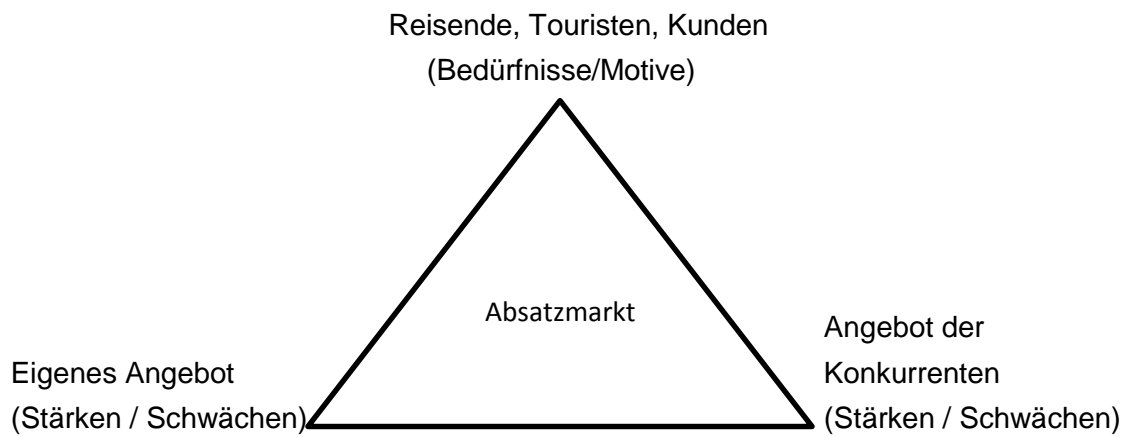 Reisende, Touristen, Kunden
(Bedürfnisse/Motive)
Absatzmarkt
Eigenes Angebot
(Stärken / Schwächen)
Angebot der
Konkurrenten
(Stärken / Schwächen)